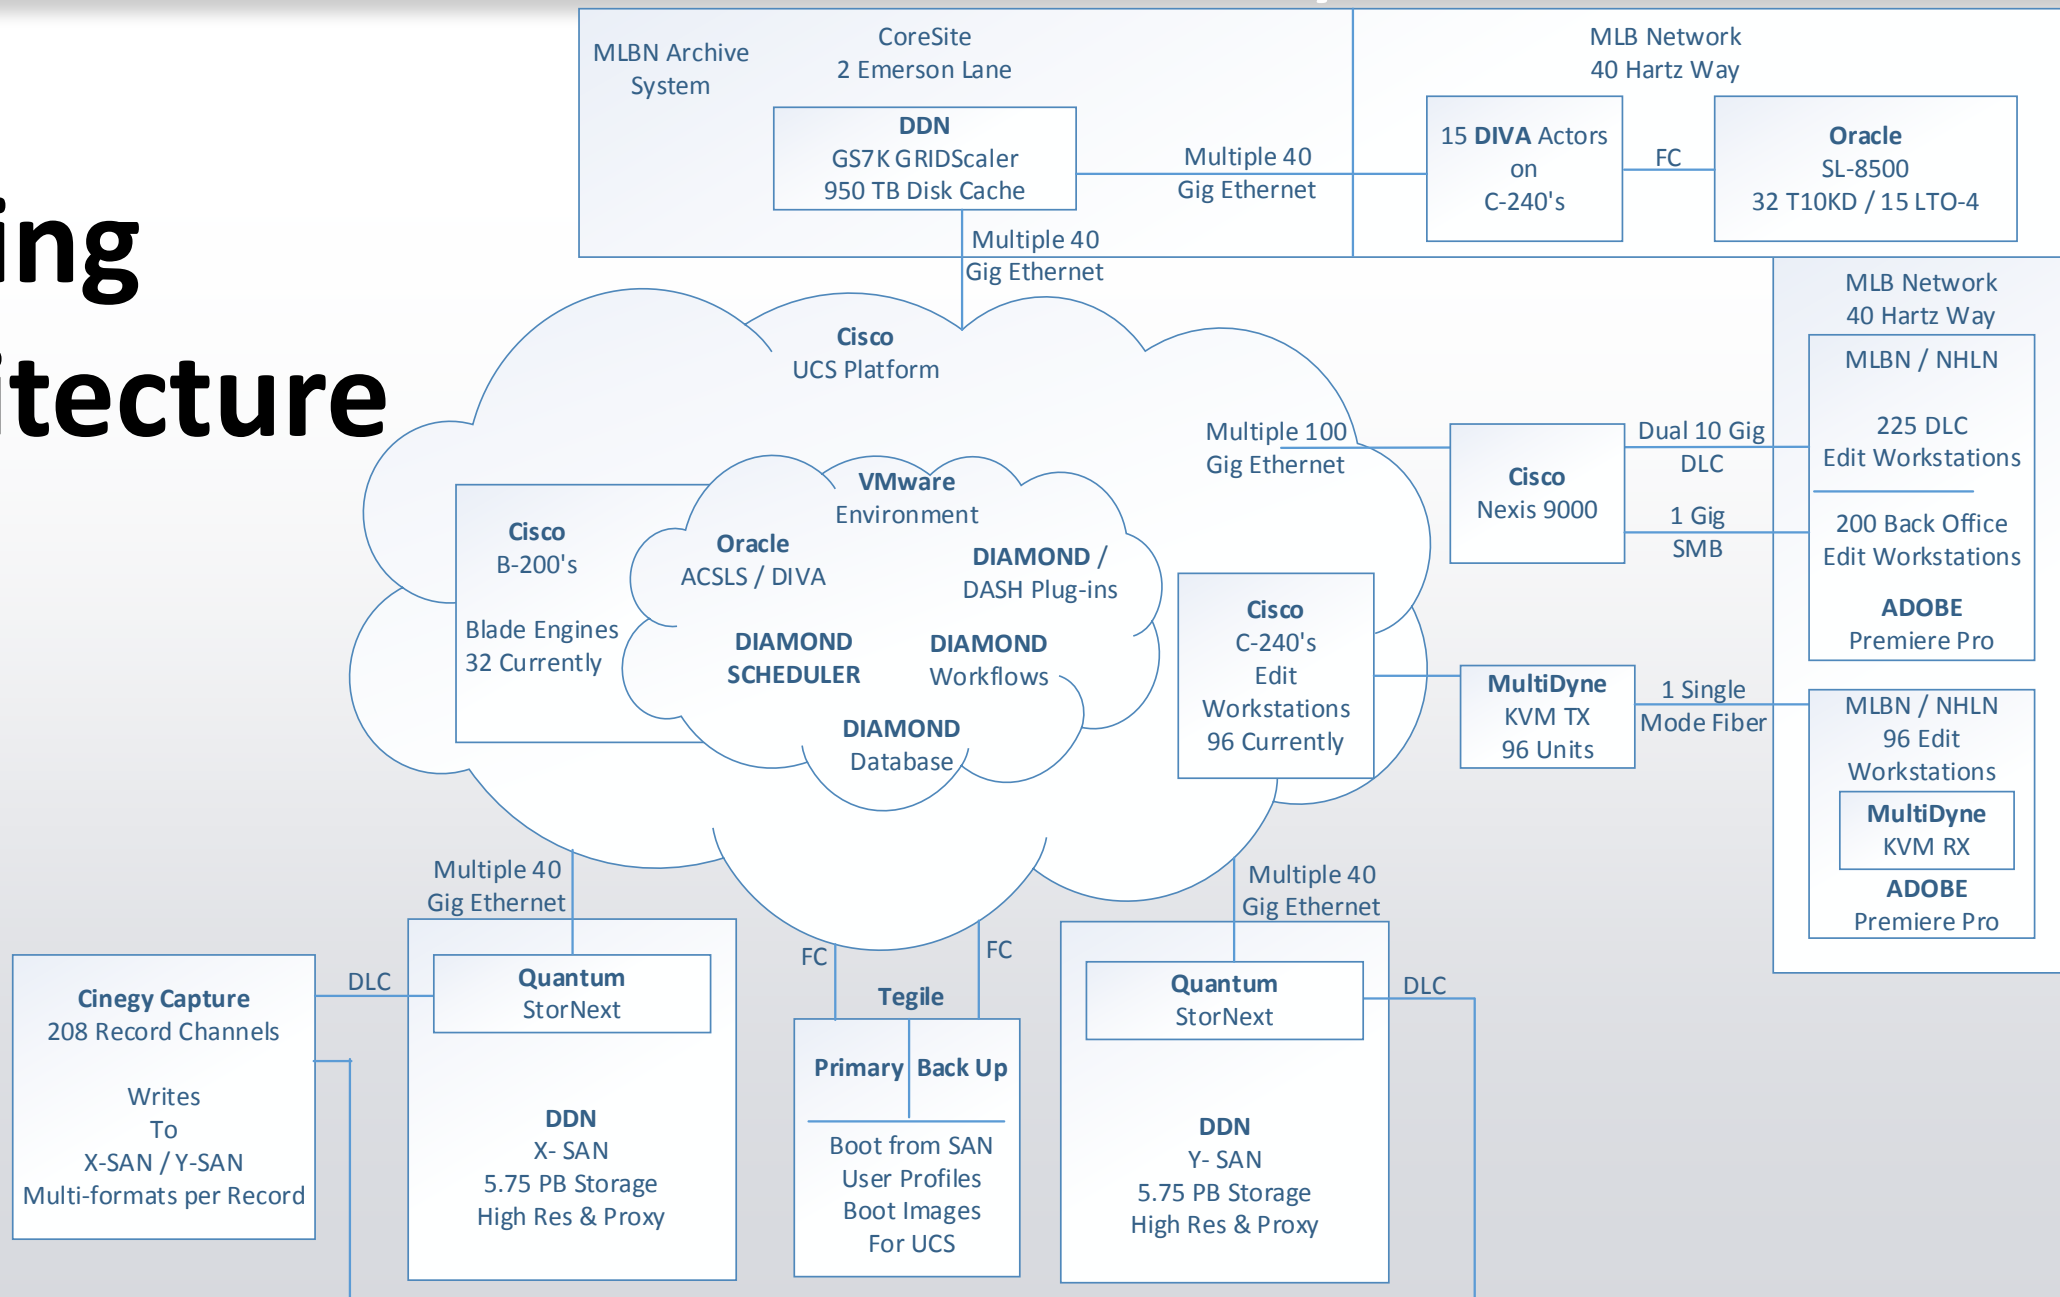 ing
itecture
MLBN Archive
System
CoreSite
2 Emerson Lane
DDN
GS7K GRIDScaler
950 TB Disk Cache
Multiple 40
Gig Ethernet
MLB Network
40 Hartz Way
15 DIVA Actors
on
C-240's
FC
Oracle
SL-8500
32 T10KD / 15 LTO-4
Multiple 40
Gig Ethernet
MLB Network
40 Hartz Way
MLBN / NHLN
225 DLC
Edit Workstations
200 Back Office
Edit Workstations
ADOBE
Premiere Pro
Cisco
UCS Platform
Multiple 100
Gig Ethernet
Cisco
Nexis 9000
Dual 10 Gig
DLC
1 Gig
SMB
Cisco
B-200's
Blade Engines
32 Currently
VMware
Environment
Oracle
ACSLS / DIVA
DIAMOND /
DASH Plug-ins
DIAMOND
SCHEDULER
DIAMOND
Workflows
DIAMOND
Database
Cisco
C-240's
Edit
Workstations
96 Currently
MultiDyne
KVM TX
96 Units
1 Single
Mode Fiber
MLBN / NHLN
96 Edit
Workstations
MultiDyne
KVM RX
ADOBE
Premiere Pro
Multiple 40
Gig Ethernet
Multiple 40
Gig Ethernet
Cinegy Capture
208 Record Channels
Writes
To
X-SAN / Y-SAN
Multi-formats per Record
DLC
Quantum
StorNext
DDN
X- SAN
5.75 PB Storage
High Res & Proxy
FC
FC
Tegile
Primary
Back Up
Boot from SAN
User Profiles
Boot Images
For UCS
Quantum
StorNext
DLC
DDN
Y- SAN
5.75 PB Storage
High Res & Proxy